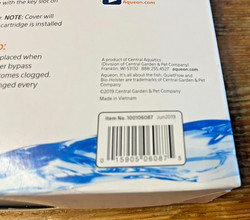 Aqueon.com
with the key slot on
NOTE: Cover will
cartridge is installed
placed when
er bypass
omes clogged.
nged every
A product of Central Aquatics
(Division of Central Garden & Pet Company)
Franklin, WI 53132 888.255.4527 aqueon.com
Aqueon, It's all about the fish, QuietFlow and
Bio-Holster are trademarks of Central Garden & Pet
Company
©2019 Central Garden & Pet Company
Made in Vietnam
Item No. 100106087 Jun2019
0 15905 06087 9